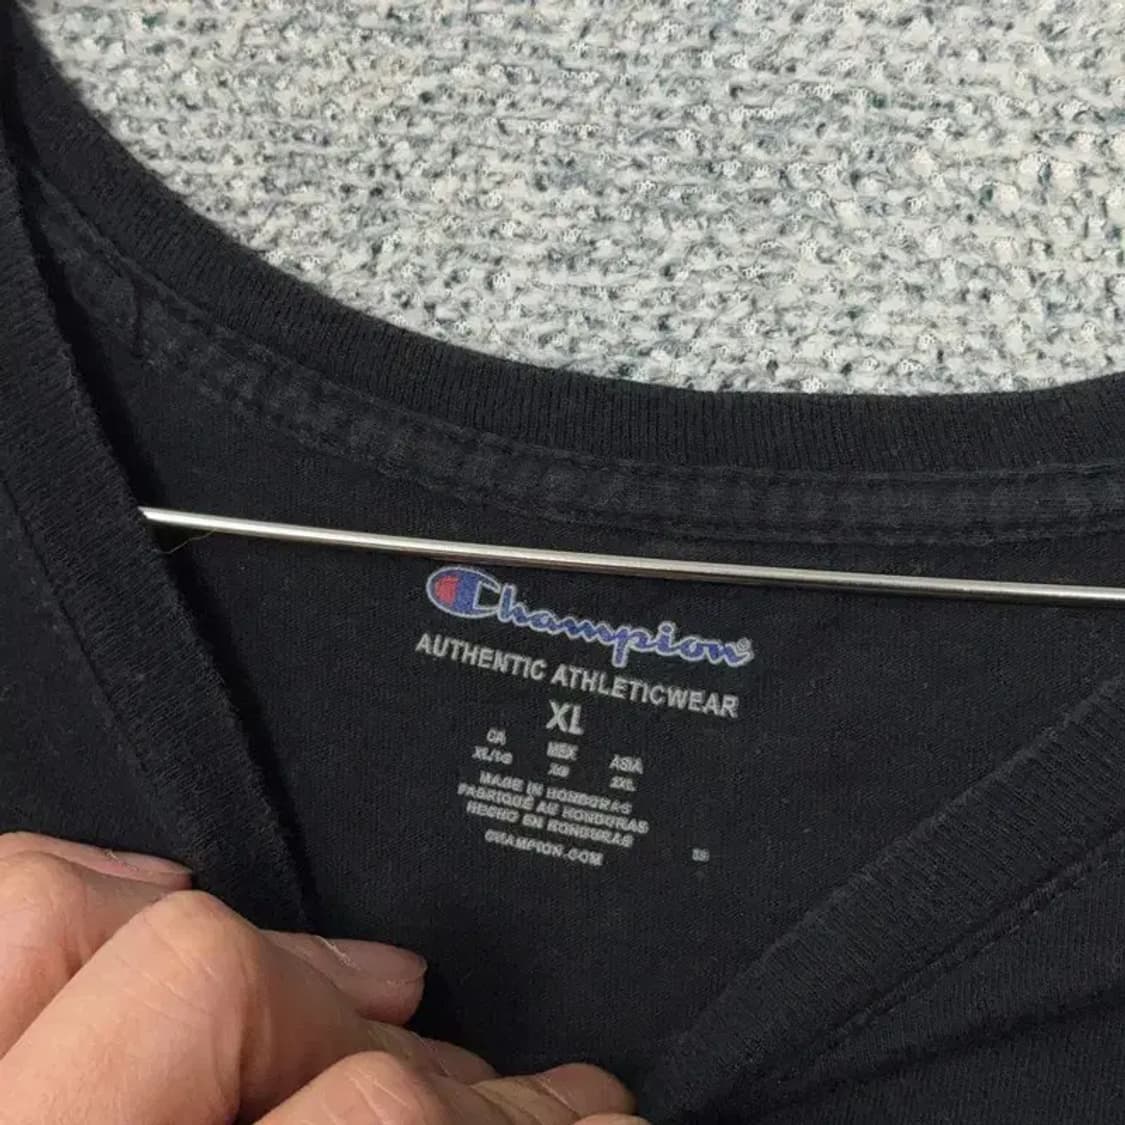 Champion®
AUTHENTIC ATHLETICWEAR
XL
CA MEX ASIA
XL/TG XG 2XL
MADE IN HONDURAS
FABRIQUÉ AU HONDURAS
HECHO EN HONDURAS
CHAMPION.COM